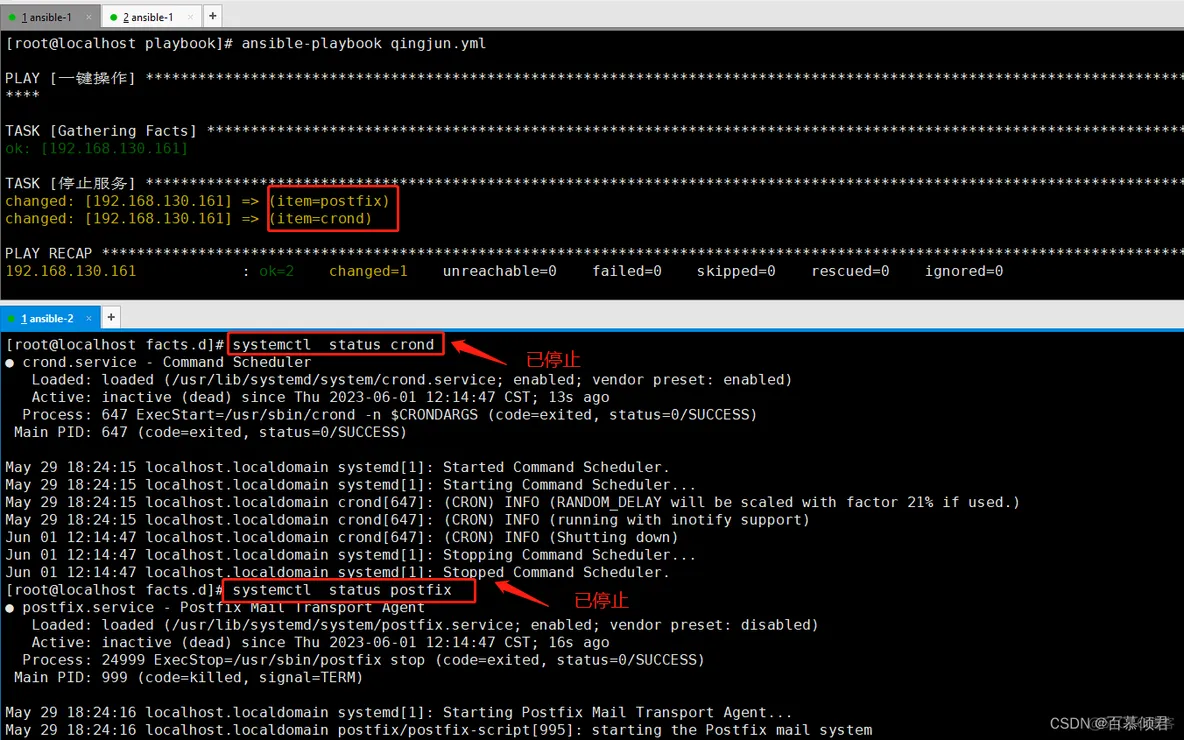 1 ansible-1 × 2 ansible-1 × +
[root@localhost playbook]# ansible-playbook qingjun.yml
PLAY [一键操作] ************************************************************************************************************************
****
TASK [Gathering Facts] *****************************************************************************************************************
ok: [192.168.130.161]
TASK [停止服务] ************************************************************************************************************************
changed: [192.168.130.161] => (item=postfix)
changed: [192.168.130.161] => (item=crond)
PLAY RECAP *****************************************************************************************************************************
192.168.130.161 : ok=2 changed=1 unreachable=0 failed=0 skipped=0 rescued=0 ignored=0
1 ansible-2 × +
[root@localhost facts.d]# systemctl  status crond
已停止
● crond.service - Command Scheduler
Loaded: loaded (/usr/lib/systemd/system/crond.service; enabled; vendor preset: enabled)
Active: inactive (dead) since Thu 2023-06-01 12:14:47 CST; 13s ago
Process: 647 ExecStart=/usr/sbin/crond -n $CRONDARGS (code=exited, status=0/SUCCESS)
Main PID: 647 (code=exited, status=0/SUCCESS)
May 29 18:24:15 localhost.localdomain systemd[1]: Started Command Scheduler.
May 29 18:24:15 localhost.localdomain systemd[1]: Starting Command Scheduler...
May 29 18:24:15 localhost.localdomain crond[647]: (CRON) INFO (RANDOM_DELAY will be scaled with factor 21% if used.)
May 29 18:24:15 localhost.localdomain crond[647]: (CRON) INFO (running with inotify support)
Jun 01 12:14:47 localhost.localdomain crond[647]: (CRON) INFO (Shutting down)
Jun 01 12:14:47 localhost.localdomain systemd[1]: Stopping Command Scheduler...
Jun 01 12:14:47 localhost.localdomain systemd[1]: Stopped Command Scheduler.
[root@localhost facts.d]# systemctl  status postfix
已停止
● postfix.service - Postfix Mail Transport Agent
Loaded: loaded (/usr/lib/systemd/system/postfix.service; enabled; vendor preset: disabled)
Active: inactive (dead) since Thu 2023-06-01 12:14:47 CST; 16s ago
Process: 24999 ExecStop=/usr/sbin/postfix stop (code=exited, status=0/SUCCESS)
Main PID: 999 (code=killed, signal=TERM)
May 29 18:24:16 localhost.localdomain systemd[1]: Starting Postfix Mail Transport Agent...
May 29 18:24:16 localhost.localdomain postfix/postfix-script[995]: starting the Postfix mail system
CSDN @百慕倾君